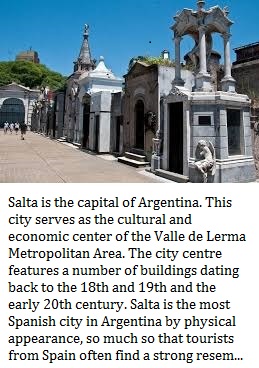 Salta is the capital of Argentina. This
city serves as the cultural and
economic center of the Valle de Lerma
Metropolitan Area. The city centre
features a number of buildings dating
back to the 18th and 19th and the
early 20th century. Salta is the most
Spanish city in Argentina by physical
appearance, so much so that tourists
from Spain often find a strong resem...